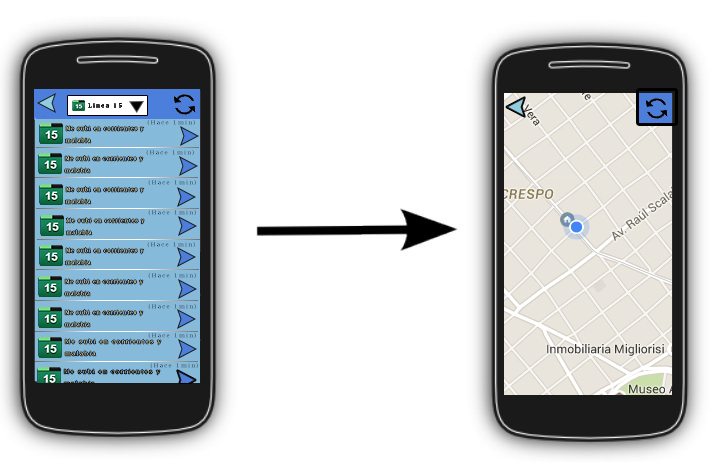 15 Linea 15
(Hace 1min)
15 Me subi en corrientes y
malabia
(Hace 1min)
15 Me subi en corrientes y
malabia
(Hace 1min)
15 Me subi en corrientes y
malabia
(Hace 1min)
15 Me subi en corrientes y
malabia
(Hace 1min)
15 Me subi en corrientes y
malabia
(Hace 1min)
15 Me subi en corrientes y
malabia
(Hace 1min)
15 Me subi en corrientes y
malabia
(Hace 1min)
15 Me subi en corrientes y
malabia
(Hace 1min)
15 Me subi en corrientes y
malabia
Vera
re
CRESPO
Av. Raúl Scala
Inmobiliaria Migliorisi
Museo A